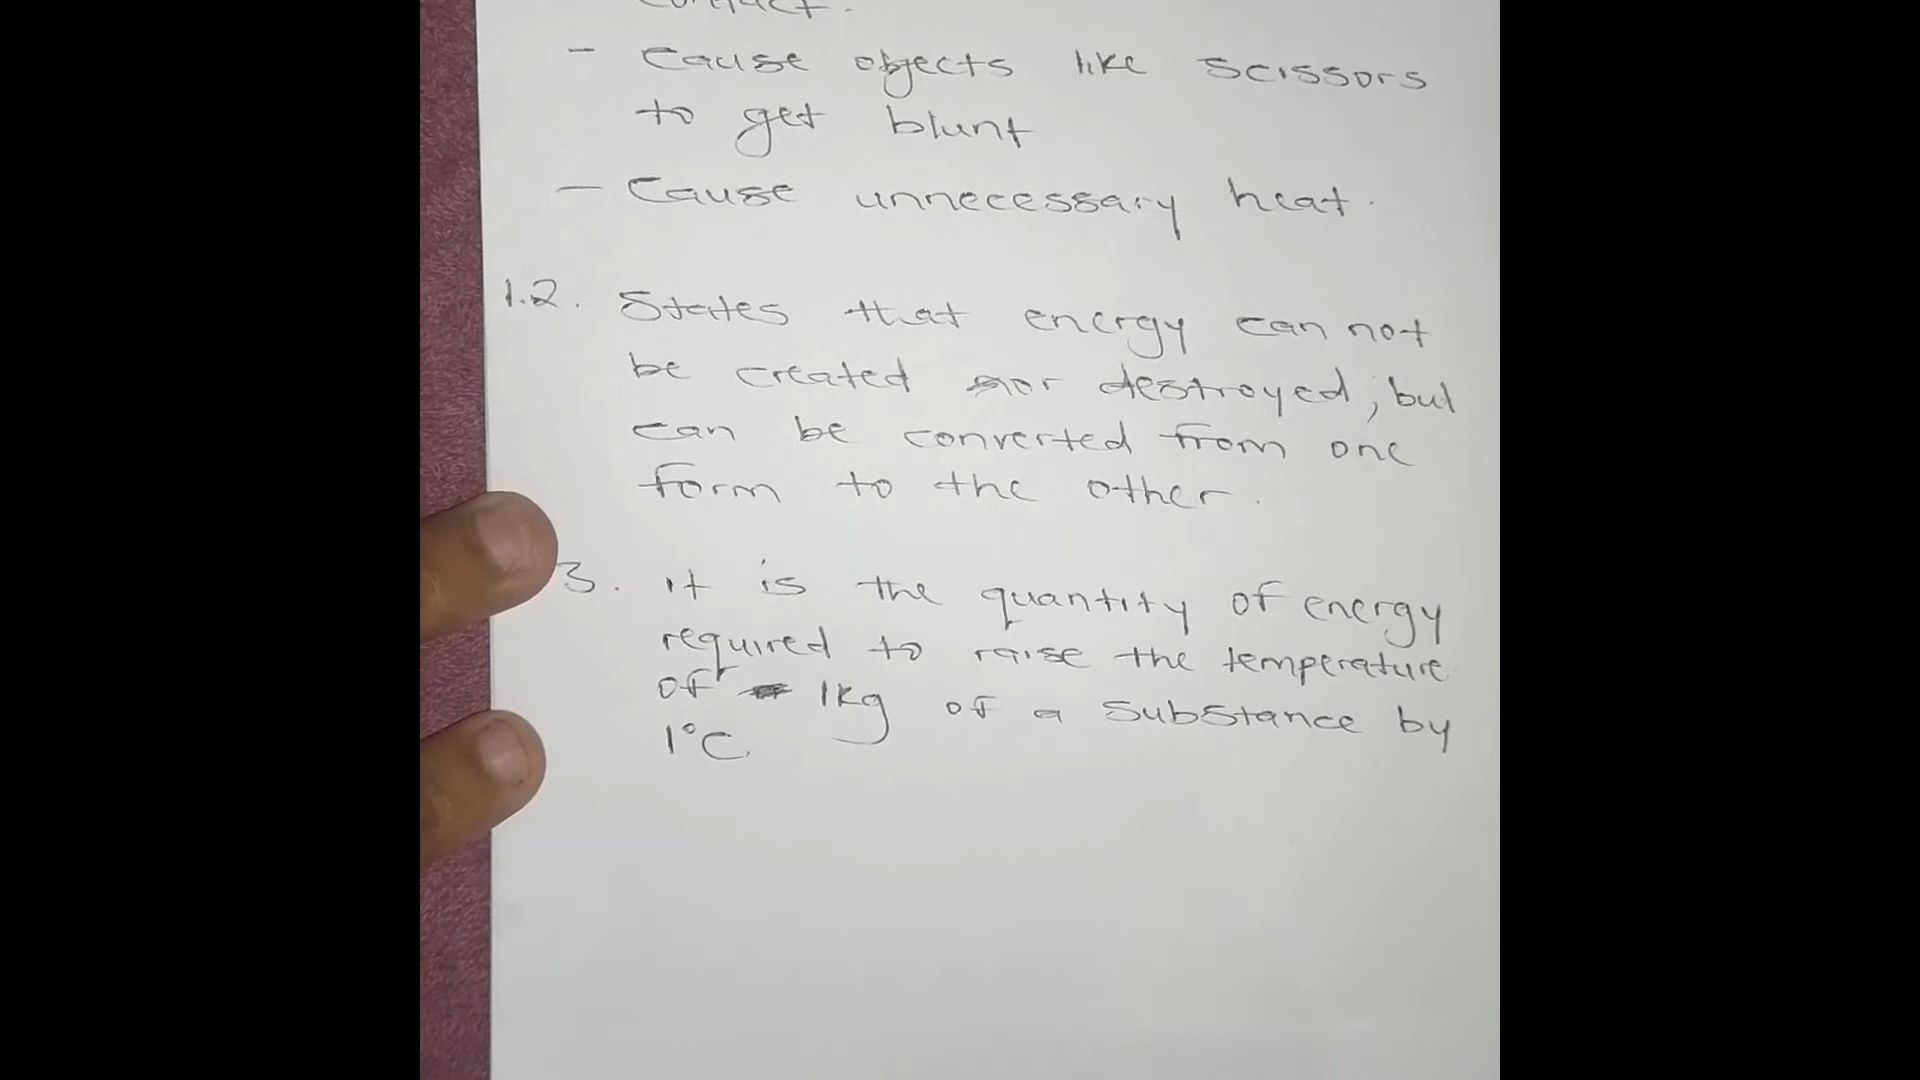 contact.
- Cause objects like scissors
to get blunt
- Cause unnecessary heat.
1.2. States that energy can not
be created nor destroyed, but
can be converted from one
form to the other.
3. it is the quantity of energy
required to raise the temperature
of 1kg of a substance by
1°C